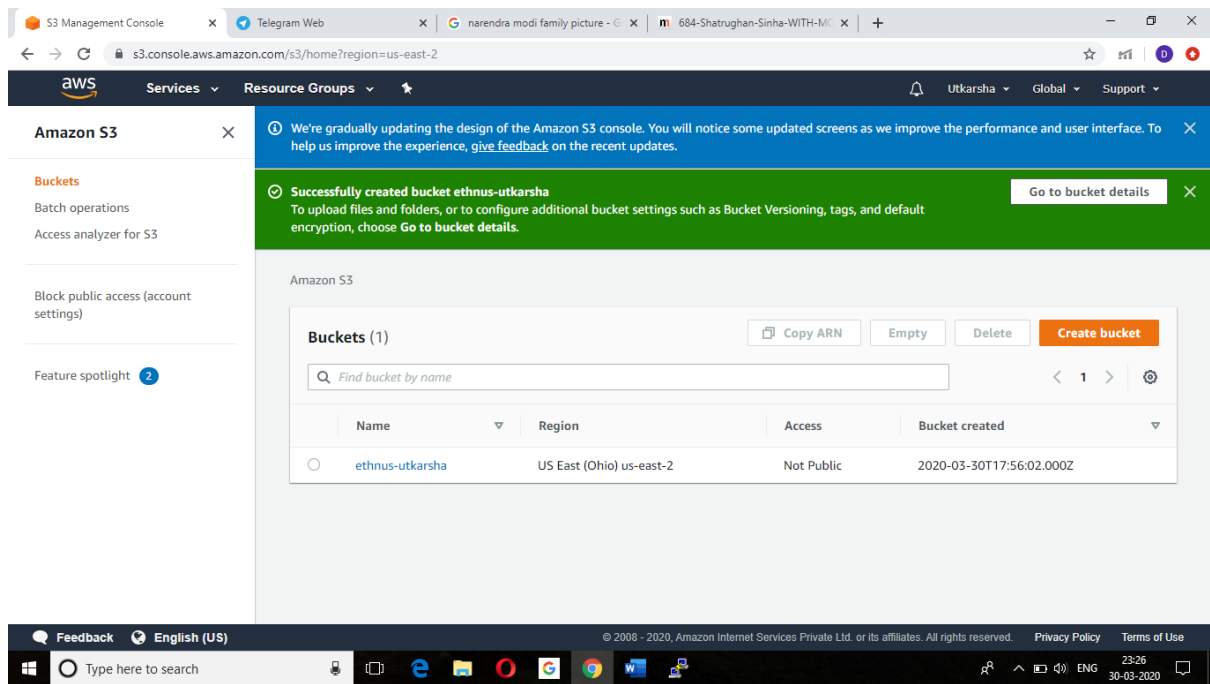 S3 Management Console
Telegram Web
narendra modi family picture - G
684-Shatrughan-Sinha-WITH-MO
s3.console.aws.amazon.com/s3/home?region=us-east-2
D
aws Services Resource Groups Utkarsha Global Support
Amazon S3
Buckets
Batch operations
Access analyzer for S3
Block public access (account
settings)
Feature spotlight 2
We're gradually updating the design of the Amazon S3 console. You will notice some updated screens as we improve the performance and user interface. To
help us improve the experience, give feedback on the recent updates.
Successfully created bucket ethnus-utkarsha
To upload files and folders, or to configure additional bucket settings such as Bucket Versioning, tags, and default
encryption, choose Go to bucket details.
Go to bucket details
Amazon S3
Buckets (1)
Copy ARN Empty Delete Create bucket
Find bucket by name
1
Name Region Access Bucket created
ethnus-utkarsha US East (Ohio) us-east-2 Not Public 2020-03-30T17:56:02.000Z
Feedback English (US) © 2008 - 2020, Amazon Internet Services Private Ltd. or its affiliates. All rights reserved. Privacy Policy Terms of Use
Type here to search
ENG
23:26
30-03-2020